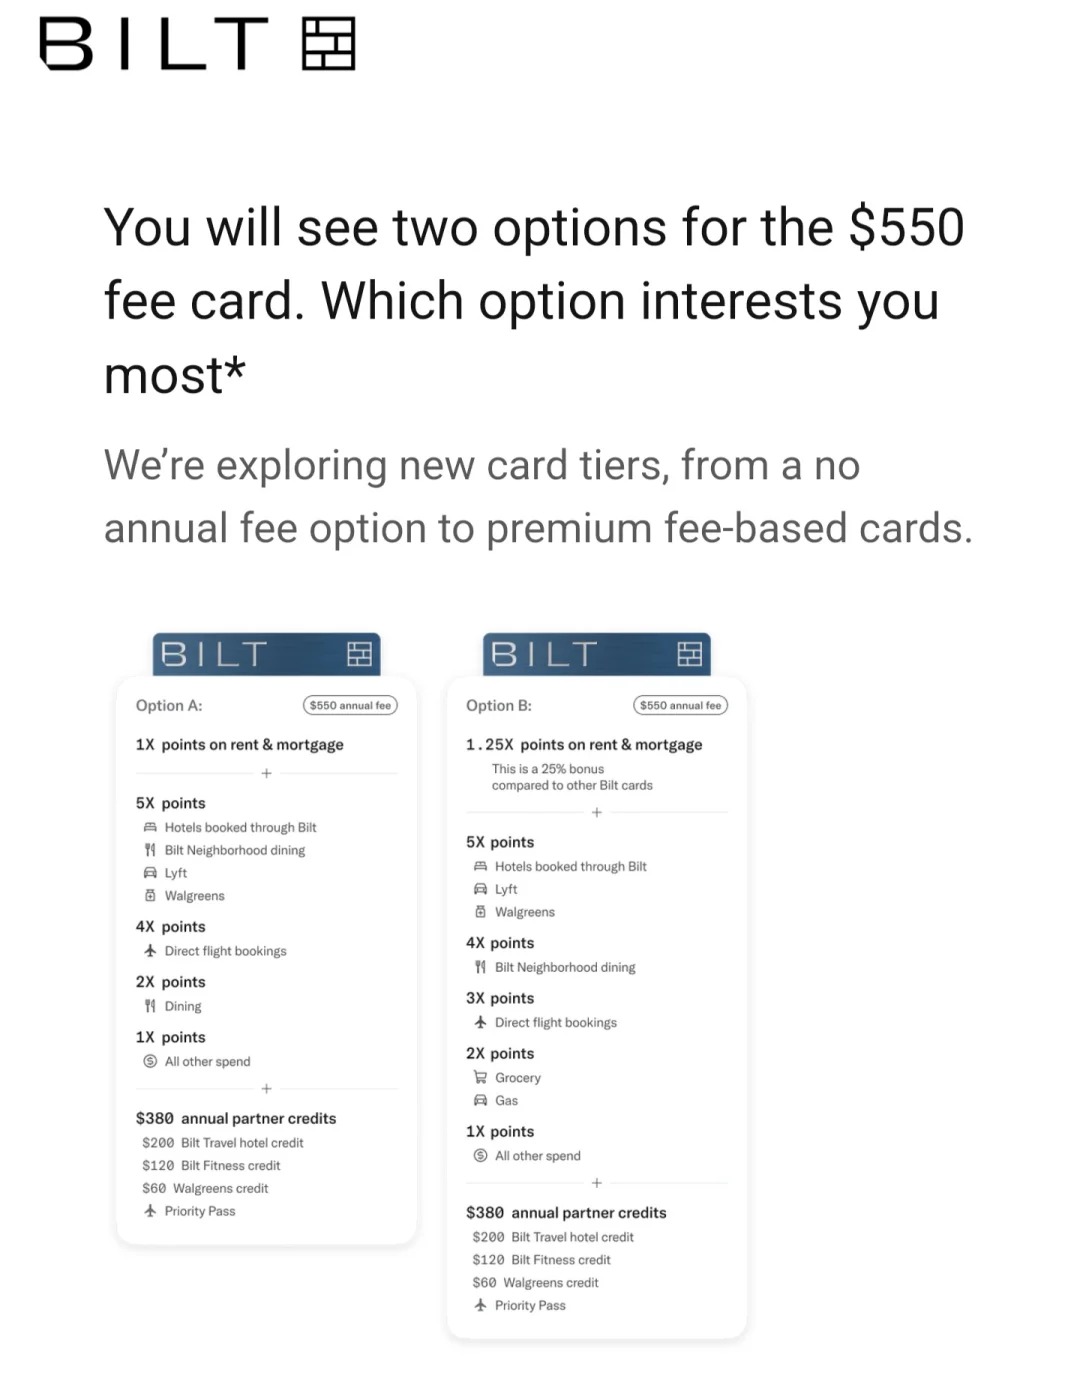 BILT
You will see two options for the $550
fee card. Which option interests you
most*
We're exploring new card tiers, from a no
annual fee option to premium fee-based cards.
BILT
Option A: $550 annual fee
1X points on rent & mortgage
+
5X points
Hotels booked through Bilt
Bilt Neighborhood dining
Lyft
Walgreens
4X points
Direct flight bookings
2X points
Dining
1X points
All other spend
+
$380 annual partner credits
$200 Bilt Travel hotel credit
$120 Bilt Fitness credit
$60 Walgreens credit
Priority Pass
BILT
Option B: $550 annual fee
1.25X points on rent & mortgage
This is a 25% bonus
compared to other Bilt cards
+
5X points
Hotels booked through Bilt
Lyft
Walgreens
4X points
Bilt Neighborhood dining
3X points
Direct flight bookings
2X points
Grocery
Gas
1X points
All other spend
+
$380 annual partner credits
$200 Bilt Travel hotel credit
$120 Bilt Fitness credit
$60 Walgreens credit
Priority Pass